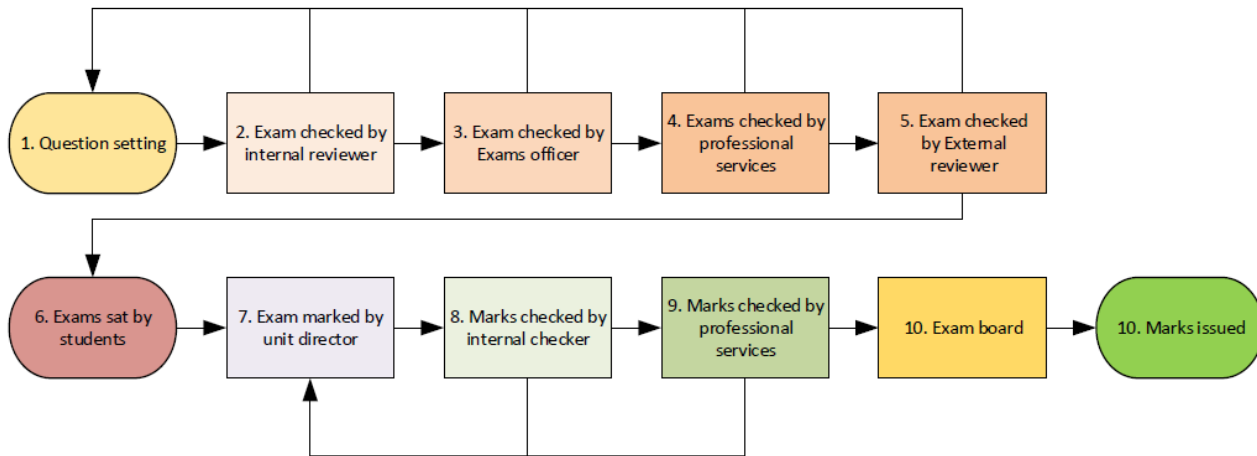 1. Question setting
2. Exam checked by
internal reviewer
3. Exam checked by
Exams officer
4. Exams checked by
professional
services
5. Exam checked
by External
reviewer
6. Exams sat by
students
7. Exam marked by
unit director
8. Marks checked by
internal checker
9. Marks checked by
professional
services
10. Exam board
10. Marks issued